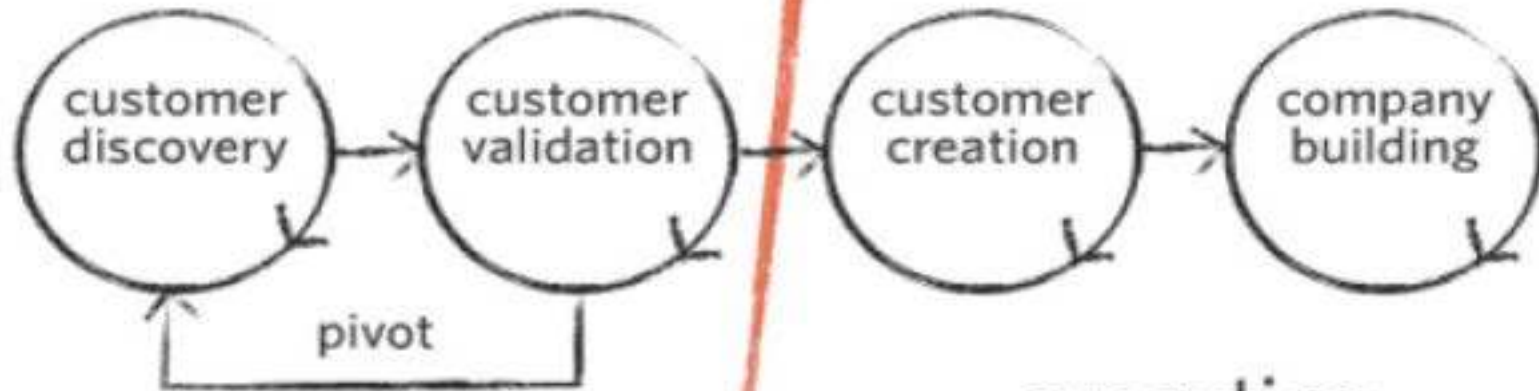 customer
discovery
customer
validation
customer
creation
company
building
pivot